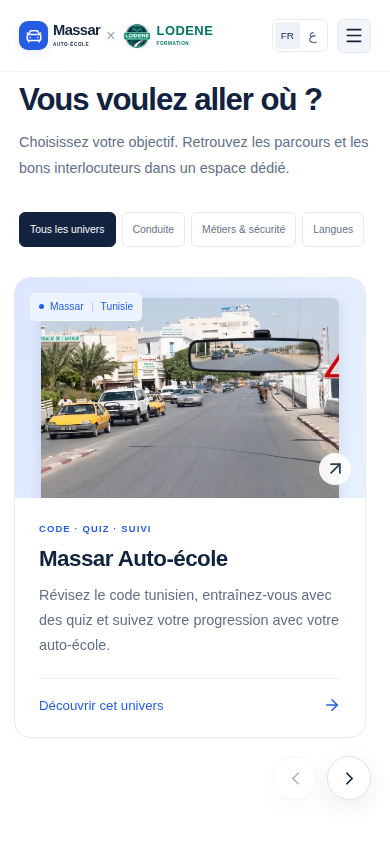 Massar
AUTO-ÉCOLE
×
LODENE
LODENE
FORMATION
FR
ع
Vous voulez aller où ?
Choisissez votre objectif. Retrouvez les parcours et les
bons interlocuteurs dans un espace dédié.
Tous les univers
Conduite
Métiers & sécurité
Langues
Massar | Tunisie
CODE · QUIZ · SUIVI
Massar Auto-école
Révisez le code tunisien, entraînez-vous avec
des quiz et suivez votre progression avec votre
auto-école.
Découvrir cet univers